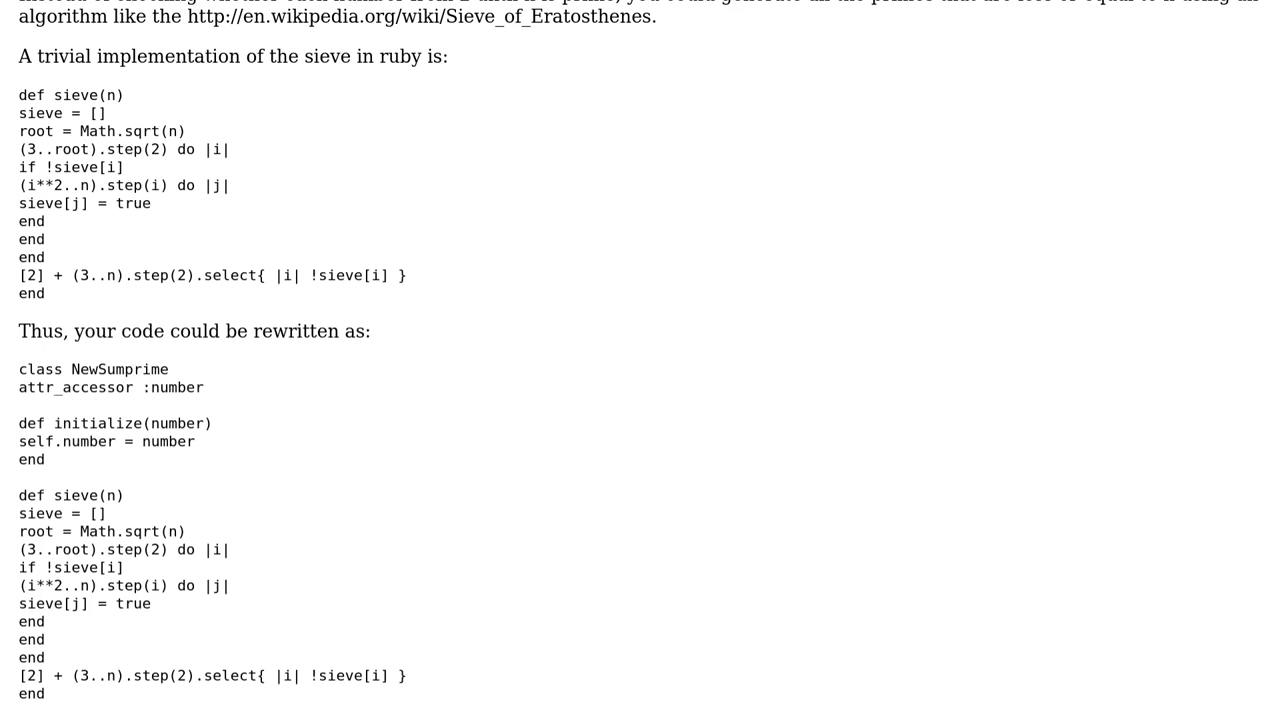 algorithm like the http://en.wikipedia.org/wiki/Sieve_of_Eratosthenes.
A trivial implementation of the sieve in ruby is:
def sieve(n)
sieve = []
root = Math.sqrt(n)
(3..root).step(2) do |i|
if !sieve[i]
(i**2..n).step(i) do |j|
sieve[j] = true
end
end
end
[2] + (3..n).step(2).select{ |i| !sieve[i] }
end
Thus, your code could be rewritten as:
class NewSumprime
attr_accessor :number
def initialize(number)
self.number = number
end
def sieve(n)
sieve = []
root = Math.sqrt(n)
(3..root).step(2) do |i|
if !sieve[i]
(i**2..n).step(i) do |j|
sieve[j] = true
end
end
end
[2] + (3..n).step(2).select{ |i| !sieve[i] }
end